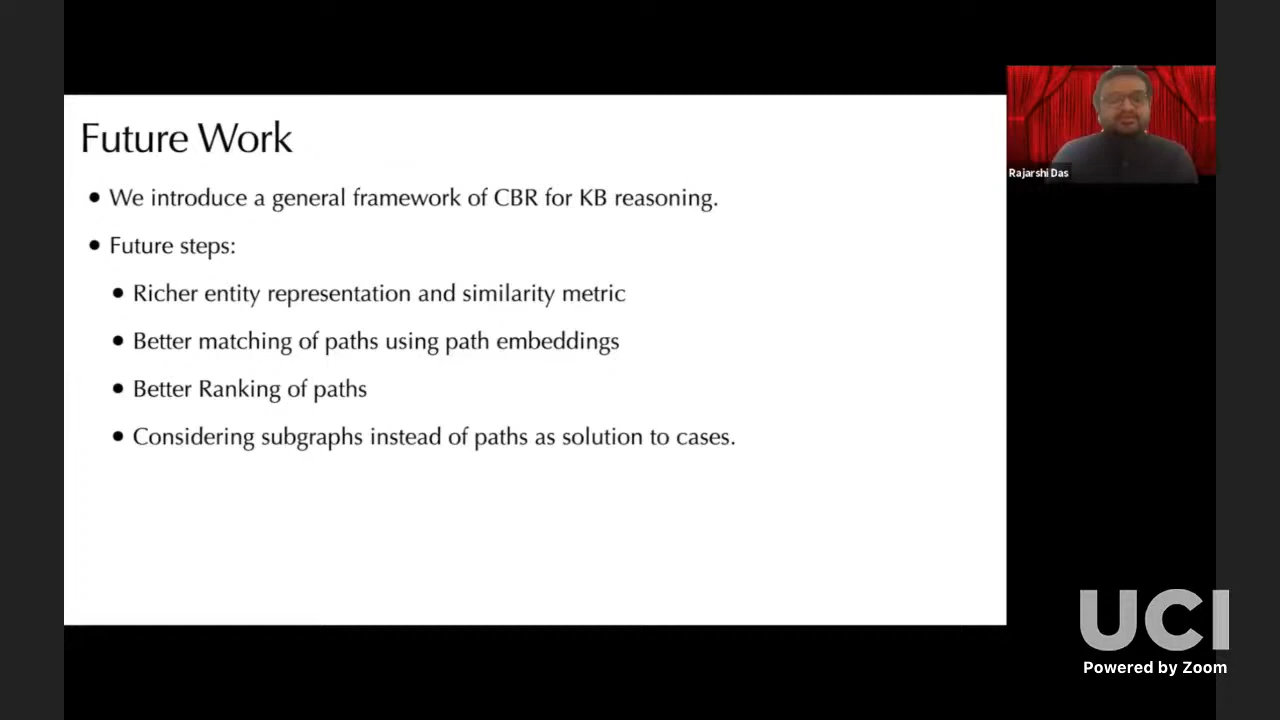 Future Work
• We introduce a general framework of CBR for KB reasoning.
• Future steps:
• Richer entity representation and similarity metric
• Better matching of paths using path embeddings
• Better Ranking of paths
• Considering subgraphs instead of paths as solution to cases.
Rajarshi Das
UCI
Powered by Zoom